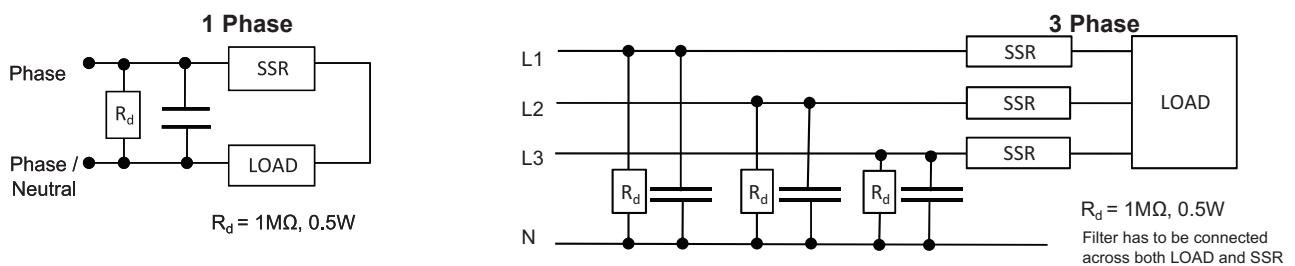 1 Phase
Phase
SSR
Rd
Phase /
Neutral
LOAD
Rd = 1MΩ, 0.5W
3 Phase
L1
SSR
L2
SSR
LOAD
L3
SSR
Rd
Rd
Rd
N
Rd = 1MΩ, 0.5W
Filter has to be connected
across both LOAD and SSR